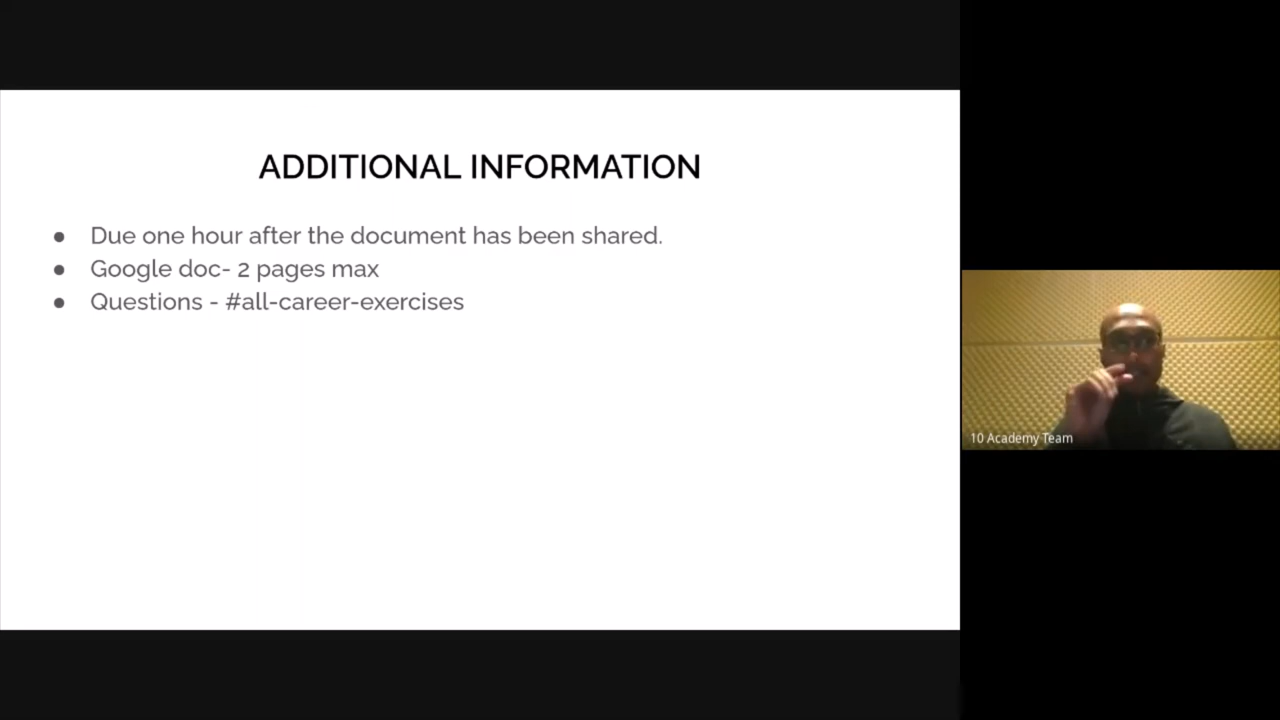 ADDITIONAL INFORMATION
● Due one hour after the document has been shared.
● Google doc- 2 pages max
● Questions - #all-career-exercises
10 Academy Team